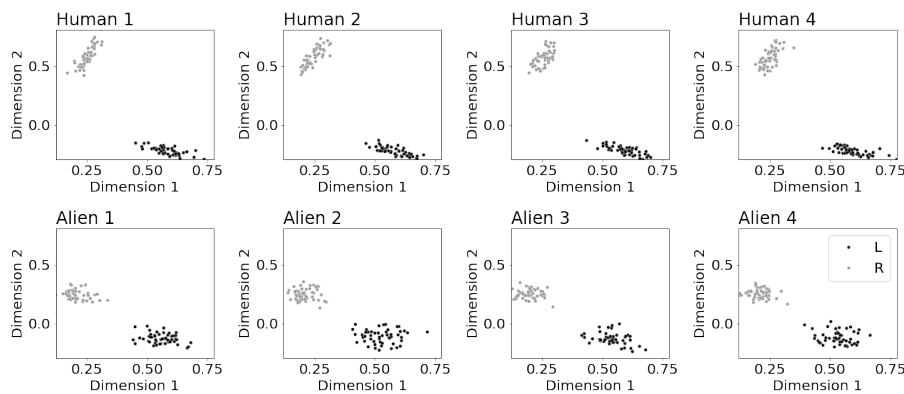 Human 1
Human 2
Human 3
Human 4
Dimension 2
0.5
0.0
0.25
0.50
0.75
Dimension 1
Dimension 2
0.5
0.0
0.25
0.50
0.75
Dimension 1
Dimension 2
0.5
0.0
0.25
0.50
0.75
Dimension 1
Dimension 2
0.5
0.0
0.25
0.50
0.75
Dimension 1
Alien 1
Alien 2
Alien 3
Alien 4
Dimension 2
0.5
0.0
0.25
0.50
0.75
Dimension 1
Dimension 2
0.5
0.0
0.25
0.50
0.75
Dimension 1
Dimension 2
0.5
0.0
0.25
0.50
0.75
Dimension 1
Dimension 2
0.5
0.0
0.25
0.50
0.75
Dimension 1
L
R